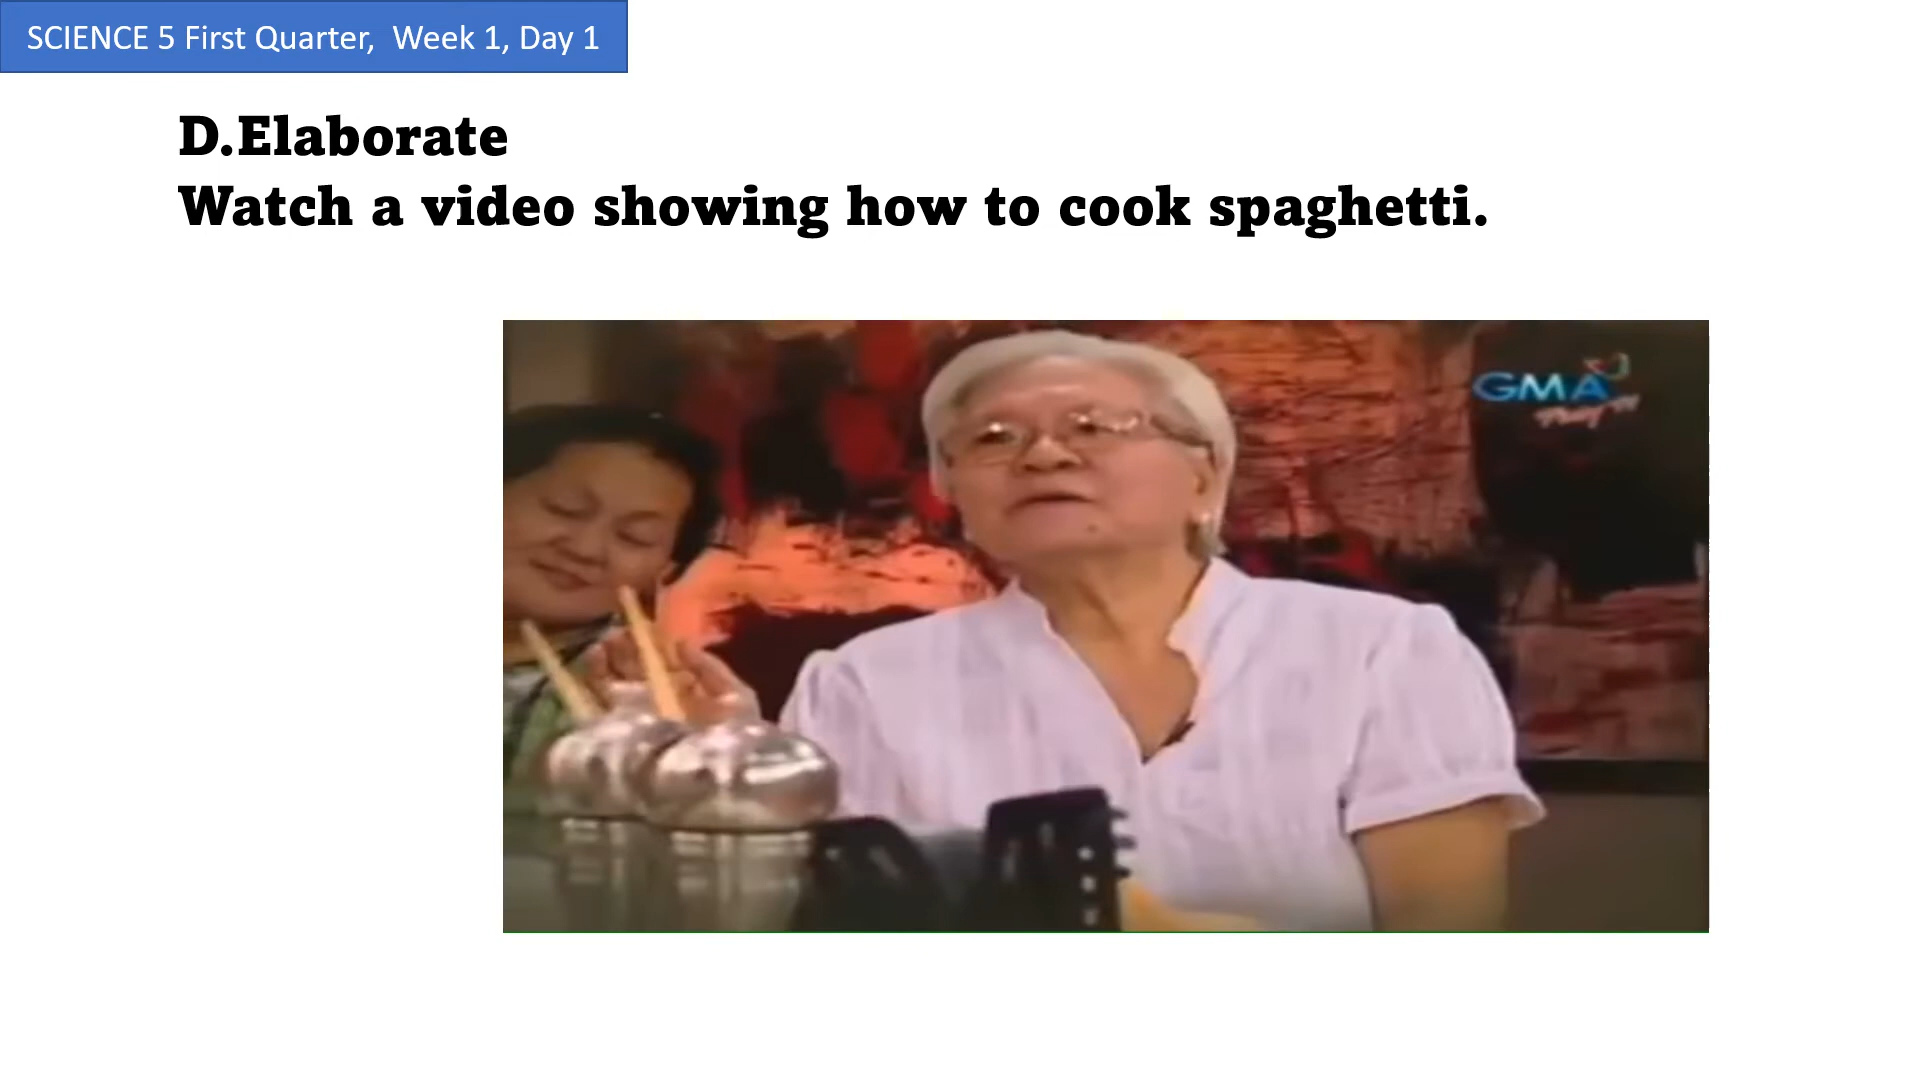 SCIENCE 5 First Quarter, Week 1, Day 1
D.Elaborate
Watch a video showing how to cook spaghetti.
GMA